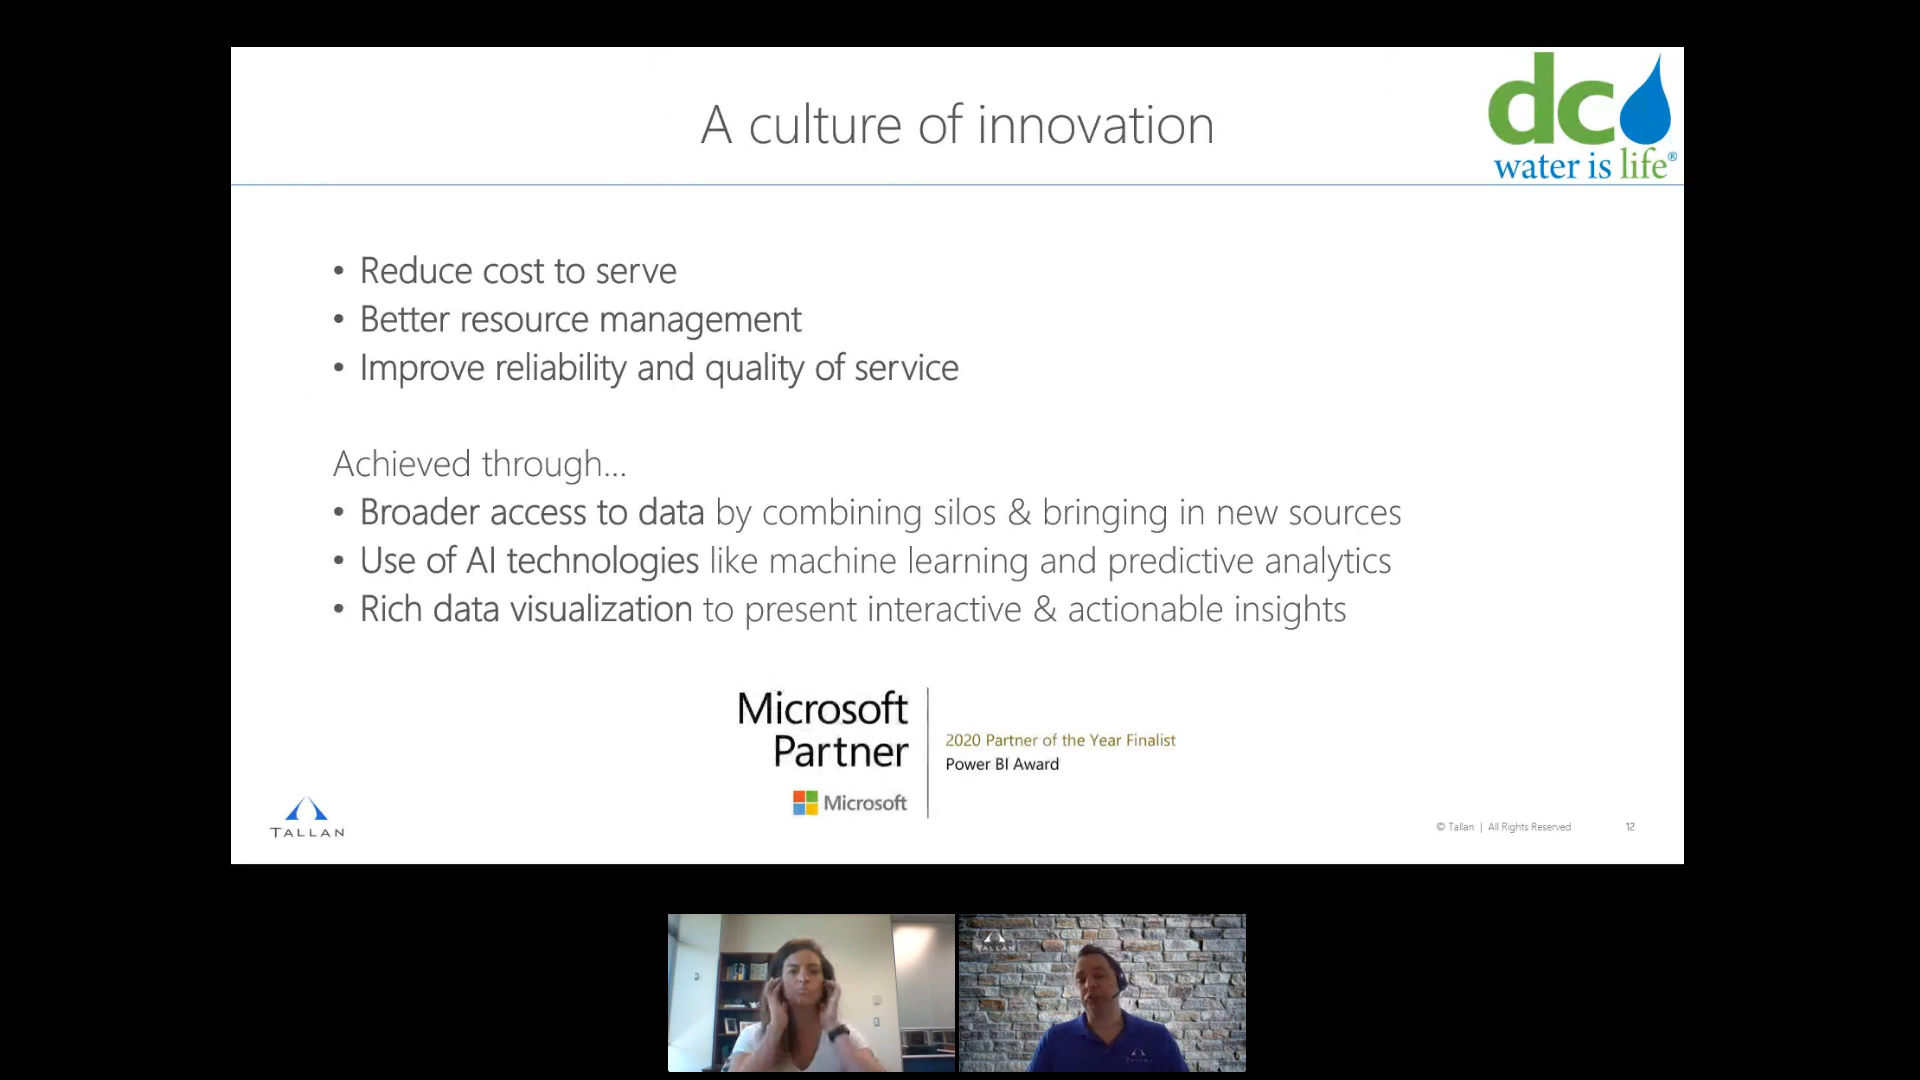 A culture of innovation
dc
water is life®
• Reduce cost to serve
• Better resource management
• Improve reliability and quality of service
Achieved through...
• Broader access to data by combining silos & bringing in new sources
• Use of AI technologies like machine learning and predictive analytics
• Rich data visualization to present interactive & actionable insights
Microsoft
Partner
Microsoft
2020 Partner of the Year Finalist
Power BI Award
TALLAN
© Tallan | All Rights Reserved 12
TALLAN